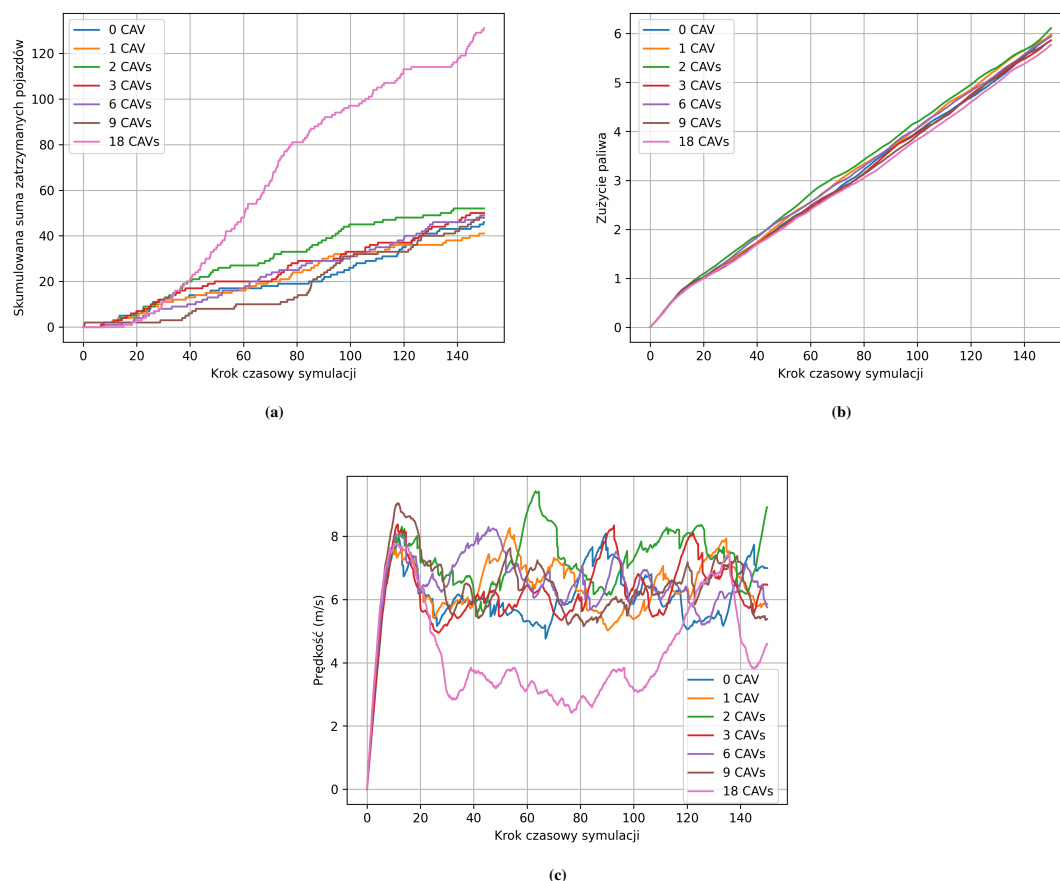 0 CAV
1 CAV
2 CAVs
3 CAVs
6 CAVs
9 CAVs
18 CAVs
Skumulowana suma zatrzymanych pojazdów
0
20
40
60
80
100
120
0 20 40 60 80 100 120 140
Krok czasowy symulacji
(a)
0 CAV
1 CAV
2 CAVs
3 CAVs
6 CAVs
9 CAVs
18 CAVs
Zużycie paliwa
6
5
4
3
2
1
0
0 20 40 60 80 100 120 140
Krok czasowy symulacji
(b)
Prędkość (m/s)
8
6
4
2
0
0 CAV
1 CAV
2 CAVs
3 CAVs
6 CAVs
9 CAVs
18 CAVs
0 20 40 60 80 100 120 140
Krok czasowy symulacji
(c)